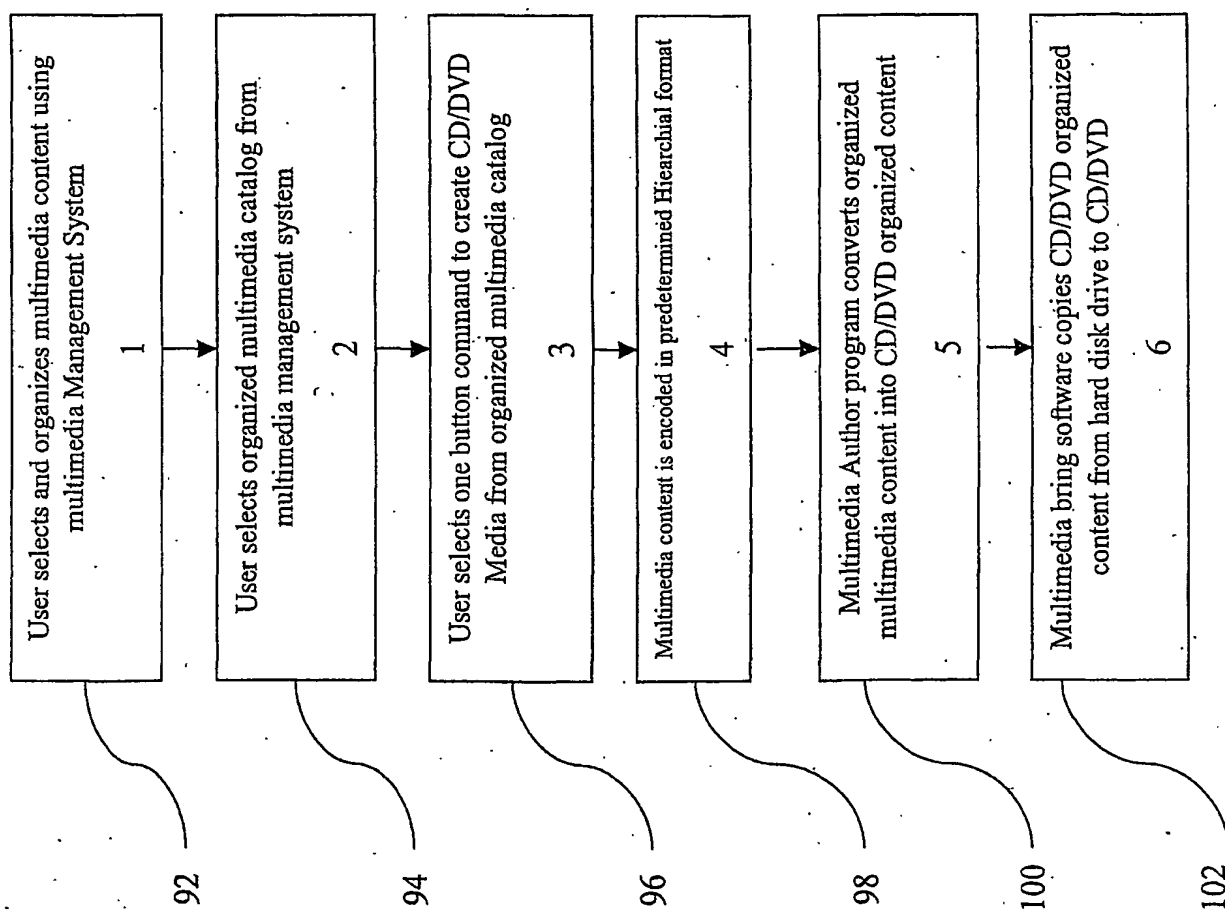 User selects and organizes multimedia content using
multimedia Management System
1
92
User selects organized multimedia catalog from
multimedia management system
2
94
User selects one button command to create CD/DVD
Media from organized multimedia catalog
3
96
Multimedia content is encoded in predetermined Hiearchial format
4
98
Multimedia Author program converts organized
multimedia content into CD/DVD organized content
5
100
Multimedia bring software copies CD/DVD organized
content from hard disk drive to CD/DVD
6
102